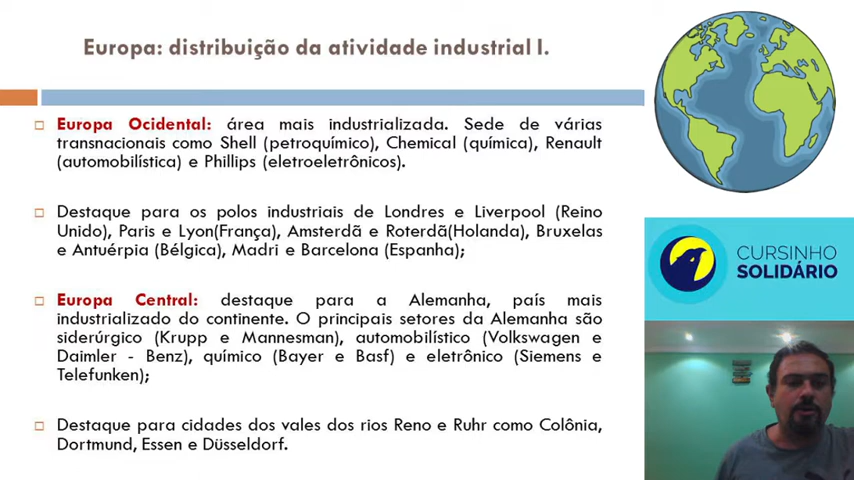 Europa: distribuição da atividade industrial I.
Europa Ocidental: área mais industrializada. Sede de várias
transnacionais como Shell (petroquímico), Chemical (química), Renault
(automobilística) e Phillips (eletroeletrônicos).
Destaque para os polos industriais de Londres e Liverpool (Reino
Unido), Paris e Lyon(França), Amsterdã e Roterdã(Holanda), Bruxelas
e Antuérpia (Bélgica), Madri e Barcelona (Espanha);
Europa Central: destaque para a Alemanha, país mais
industrializado do continente. O principais setores da Alemanha são
siderúrgico (Krupp e Mannesman), automobilístico (Volkswagen e
Daimler - Benz), químico (Bayer e Basf) e eletrônico (Siemens e
Telefunken);
Destaque para cidades dos vales dos rios Reno e Ruhr como Colônia,
Dortmund, Essen e Düsseldorf.
CURSINHO
SOLIDÁRIO